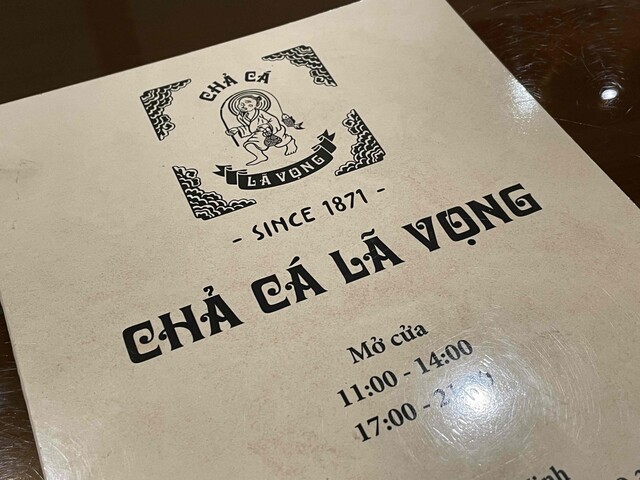 CHẢ CÁ
LÃ VỌNG
- SINCE 1871 -
CHẢ CÁ LÃ VỌNG
Mở cửa
11:00 - 14:00
17:00 -